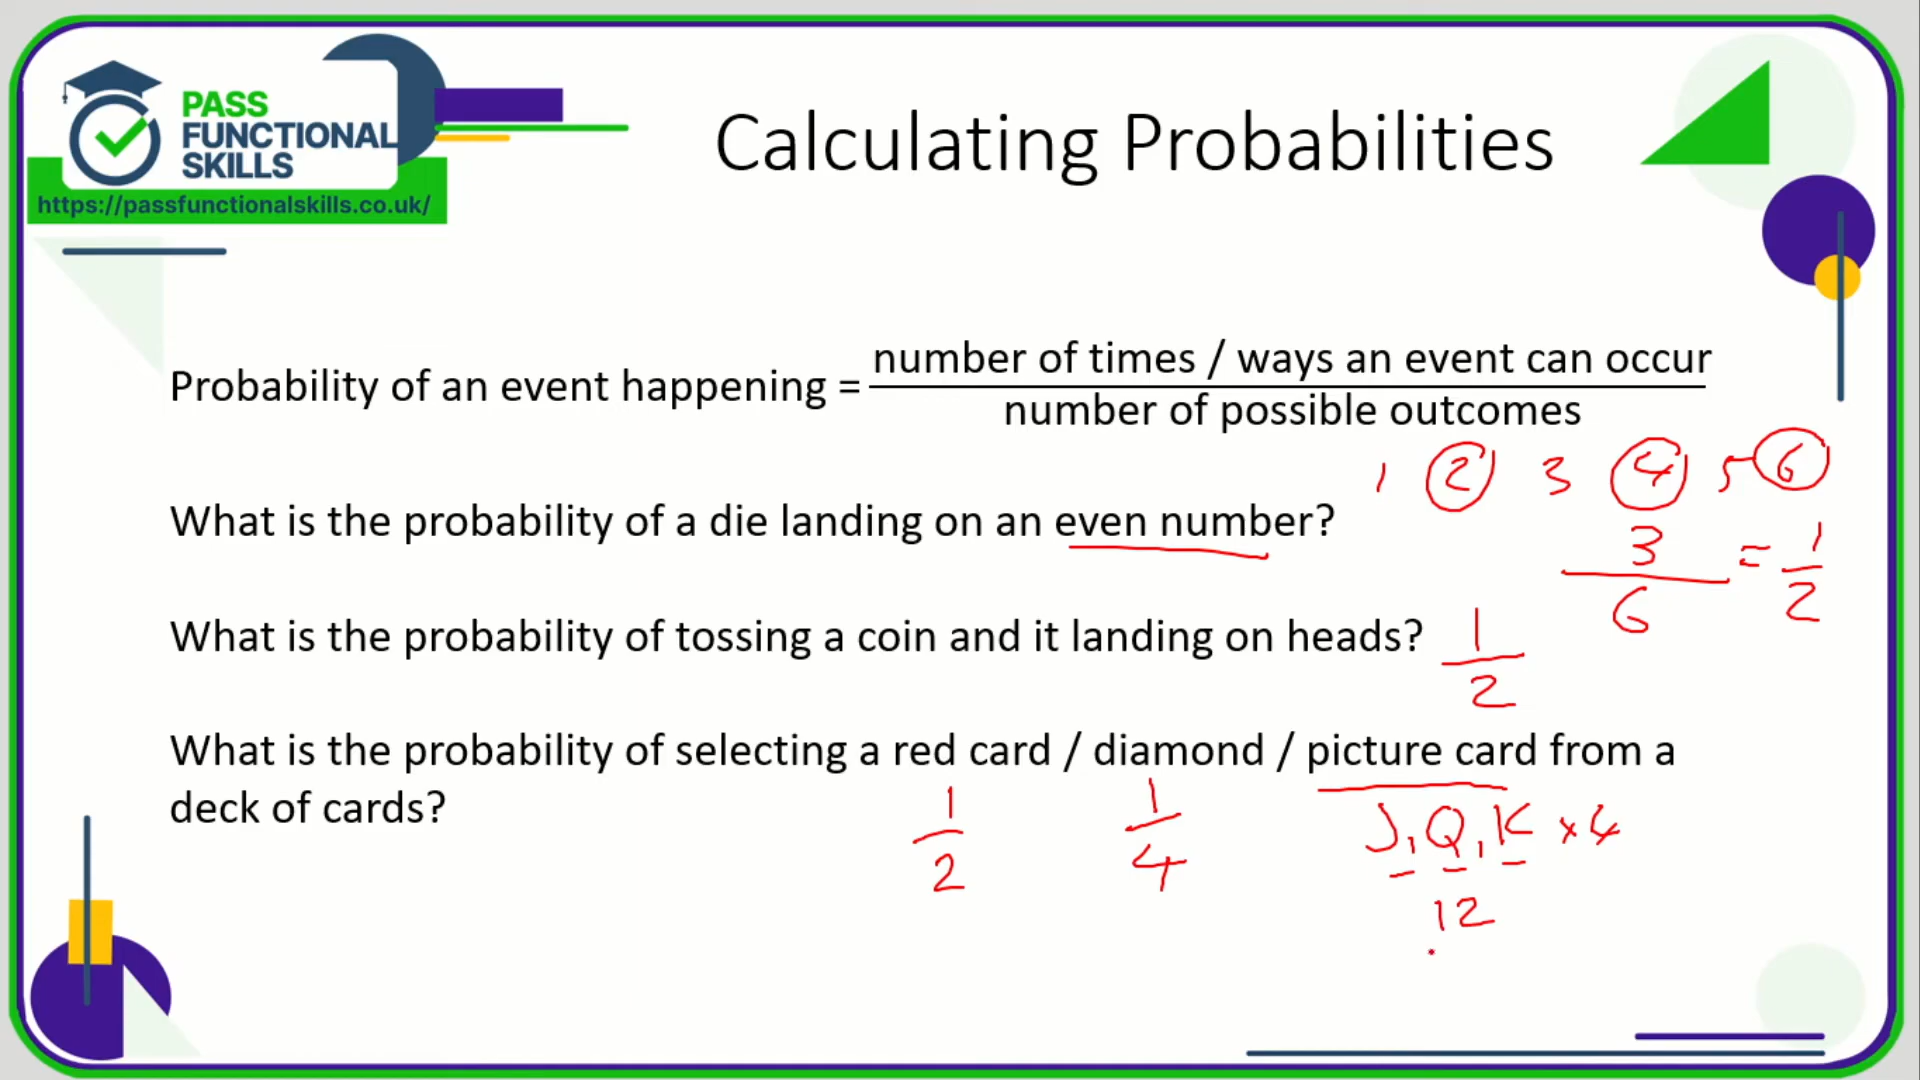 PASS
FUNCTIONAL
SKILLS
https://passfunctionalskills.co.uk/
Calculating Probabilities
Probability of an event happening = number of times / ways an event can occur
number of possible outcomes
1 2 3 4 5 6
What is the probability of a die landing on an even number?
3
6
= 1
2
What is the probability of tossing a coin and it landing on heads?
1
2
What is the probability of selecting a red card / diamond / picture card from a
deck of cards?
1
2
1
4
J, Q, K × 4
12